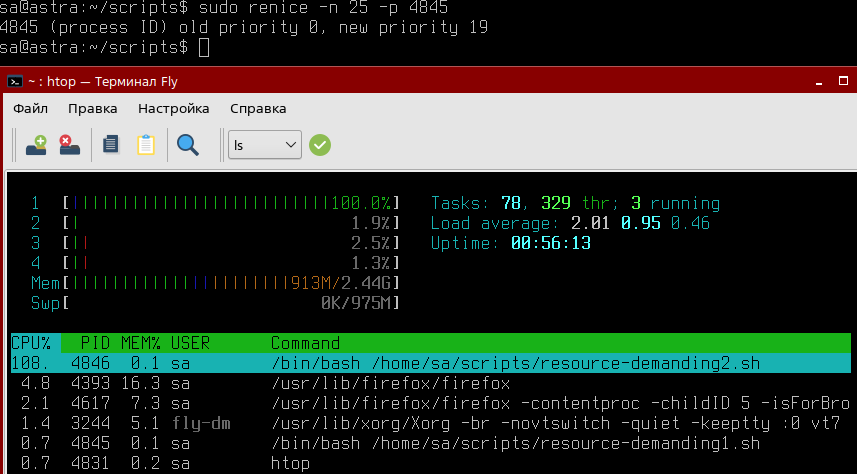 sa@astra:~/scripts$ sudo renice -n 25 -p 4845
4845 (process ID) old priority 0, new priority 19
sa@astra:~/scripts$
~ : htop — Терминал Fly
Файл Правка Настройка Справка
ls
1 [||||||||||||||||||||||||||100.0%] Tasks: 78, 329 thr; 3 running
2 [| 1.9%] Load average: 2.01 0.95 0.46
3 [|| 2.5%] Uptime: 00:56:13
4 [|| 1.3%]
Mem[||||||||||||||||||||||913M/2.44G]
Swp[ 0K/975M]
CPU% PID MEM% USER Command
108. 4846 0.1 sa /bin/bash /home/sa/scripts/resource-demanding2.sh
4.8 4393 16.3 sa /usr/lib/firefox/firefox
2.1 4617 7.3 sa /usr/lib/firefox/firefox -contentproc -childID 5 -isForBro
1.4 3244 5.1 fly-dm /usr/lib/xorg/Xorg -br -novtswitch -quiet -keeptty :0 vt7
0.7 4845 0.1 sa /bin/bash /home/sa/scripts/resource-demanding1.sh
0.7 4831 0.2 sa htop